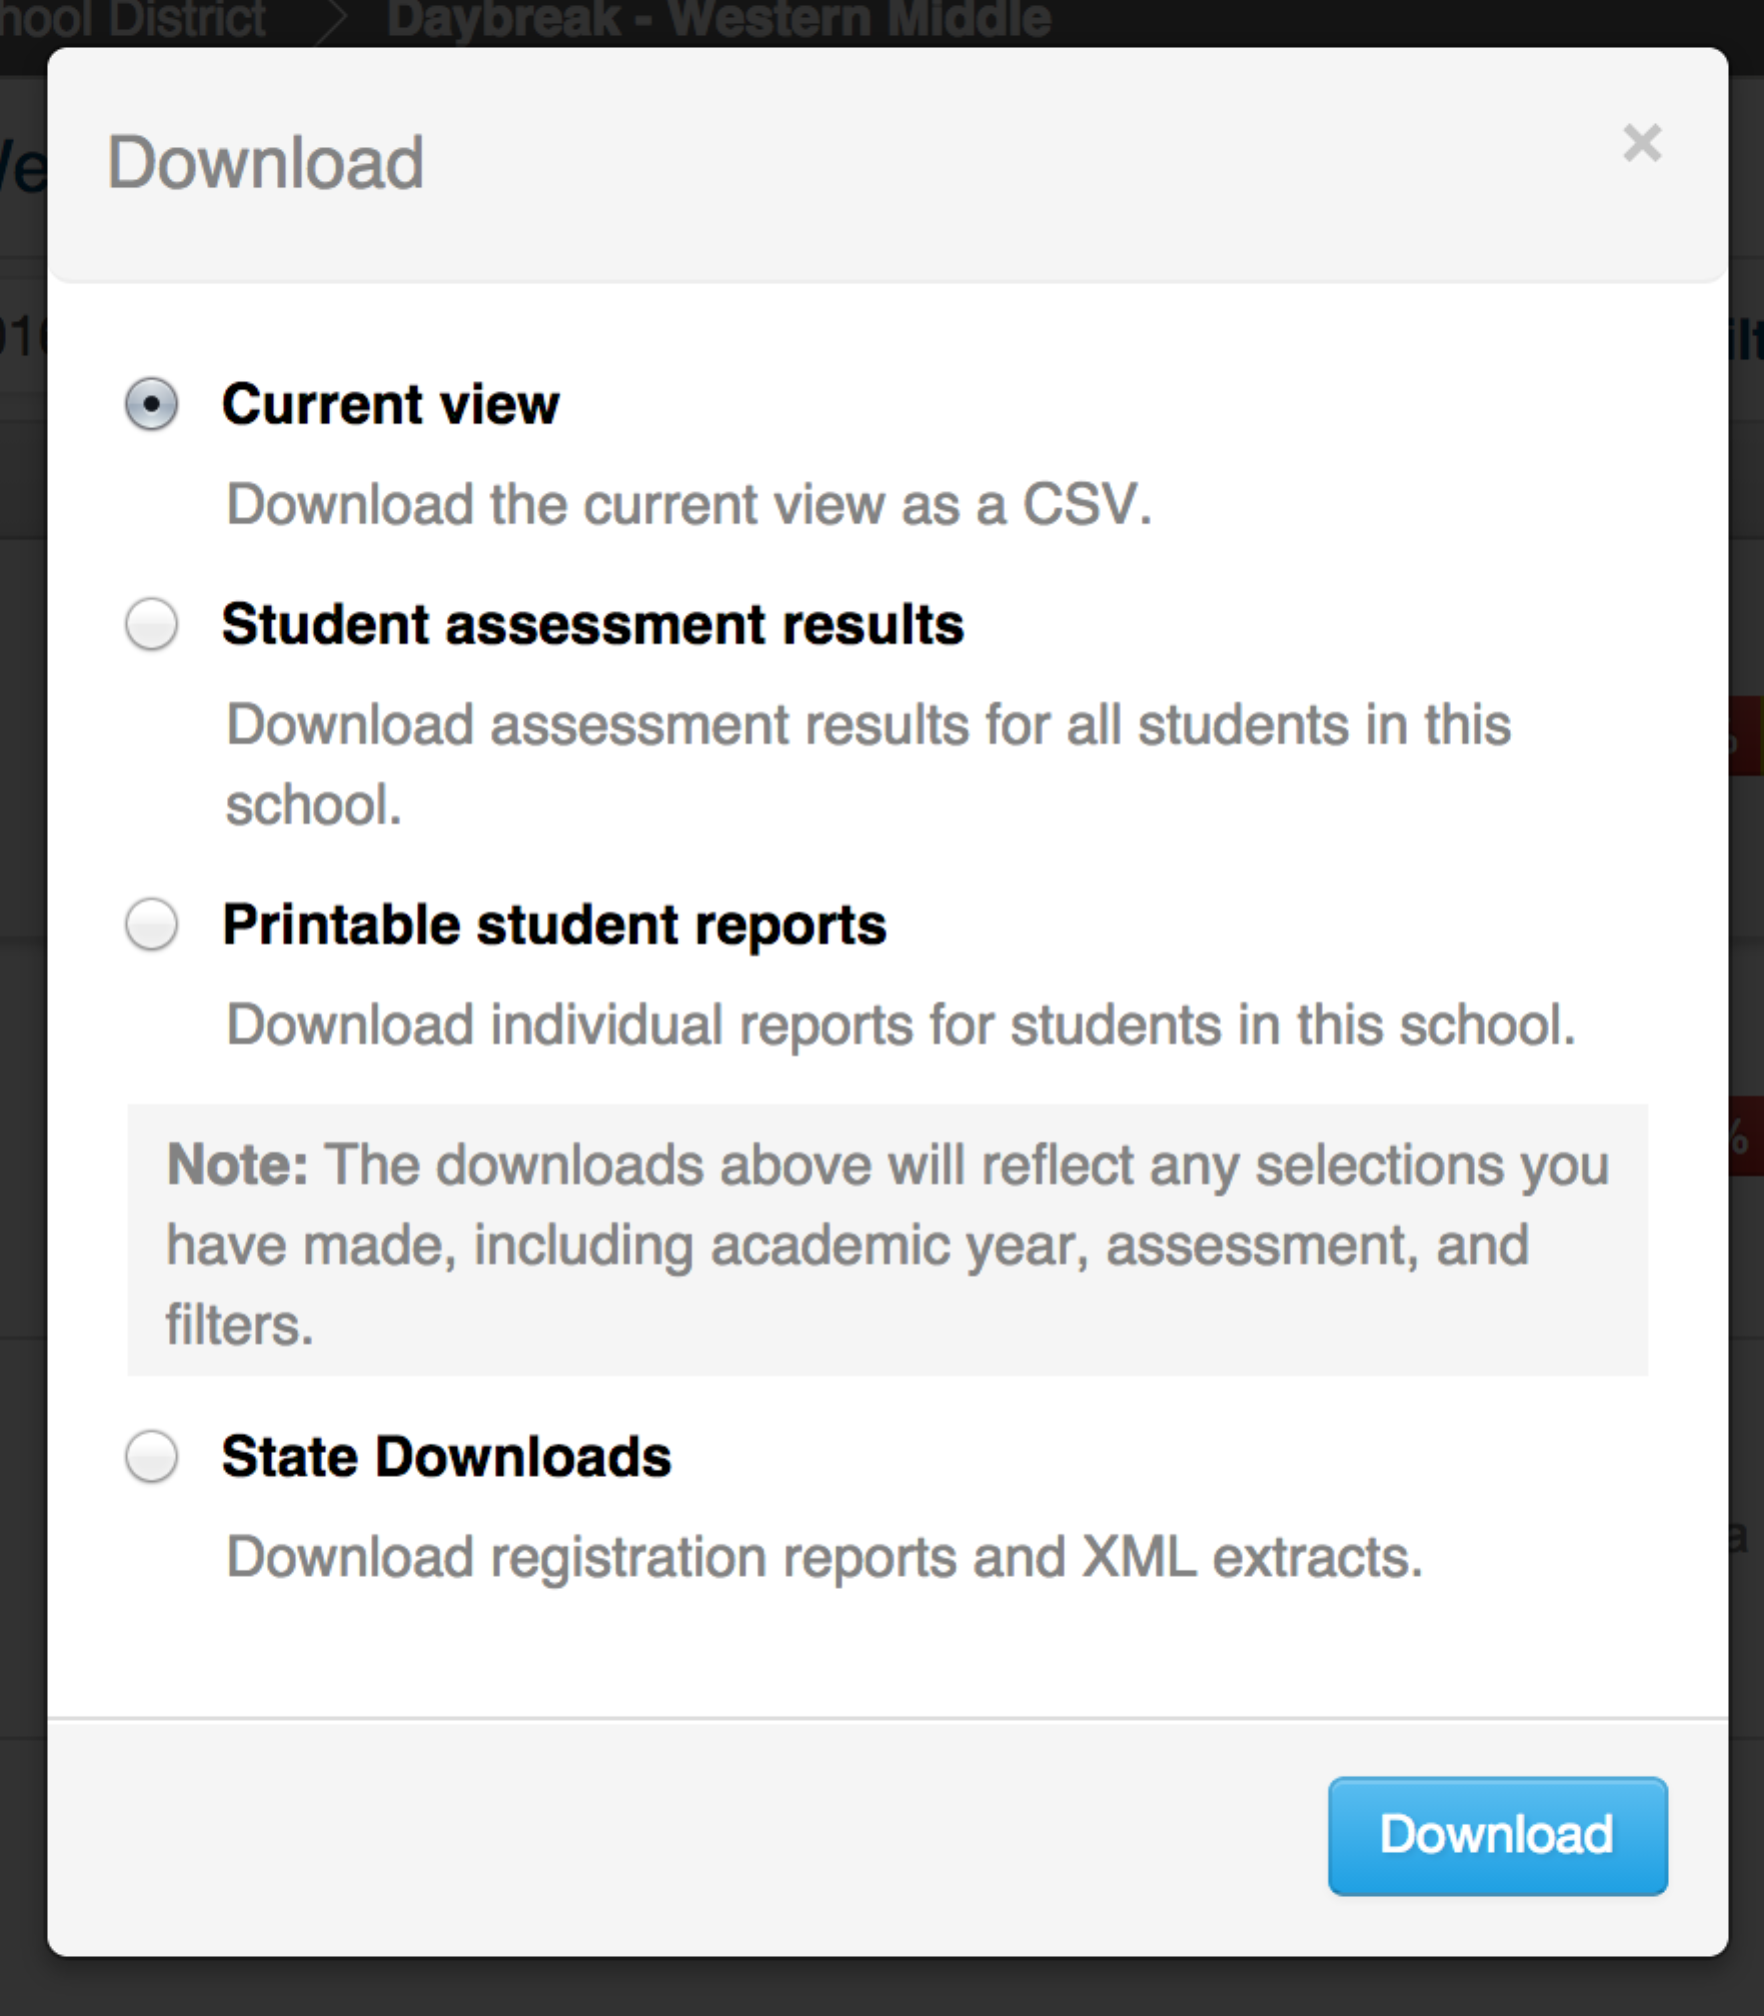 District Daybreak - Western Middle
Download
Current view
Download the current view as a CSV.
Student assessment results
Download assessment results for all students in this
school.
Printable student reports
Download individual reports for students in this school.
Note: The downloads above will reflect any selections you
have made, including academic year, assessment, and
filters.
State Downloads
Download registration reports and XML extracts.
Download